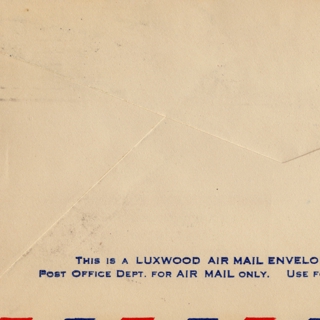 This is a LUXWOOD AIR MAIL ENVELO
Post Office Dept. for AIR MAIL only. Use f